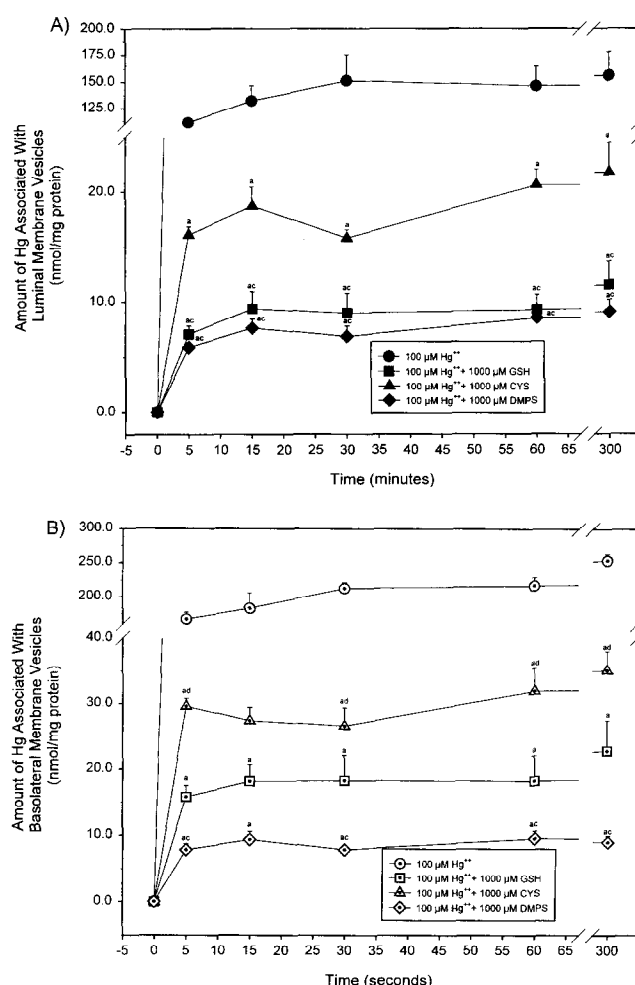 A)
200.0
175.0
150.0
125.0
20.0
10.0
0.0
Amount of Hg Associated With
Luminal Membrane Vesicles
(nmol/mg protein)
a
a
a
a
a
ac
ac
ac
ac
ac
ac
ac
ac
ac
ac
100 µM Hg++
100 µM Hg++ + 1000 µM GSH
100 µM Hg++ + 1000 µM CYS
100 µM Hg++ + 1000 µM DMPS
-5 0 5 10 15 20 25 30 35 40 45 50 55 60 65 300
Time (minutes)
B)
300.0
250.0
200.0
40.0
30.0
20.0
10.0
0.0
Amount of Hg Associated With
Basolateral Membrane Vesicles
(nmol/mg protein)
ad
ad
ad
ad
a
a
a
a
a
ac
a
ac
ac
ac
100 µM Hg++
100 µM Hg++ + 1000 µM GSH
100 µM Hg++ + 1000 µM CYS
100 µM Hg++ + 1000 µM DMPS
-5 0 5 10 15 20 25 30 35 40 45 50 55 60 65 300
Time (seconds)